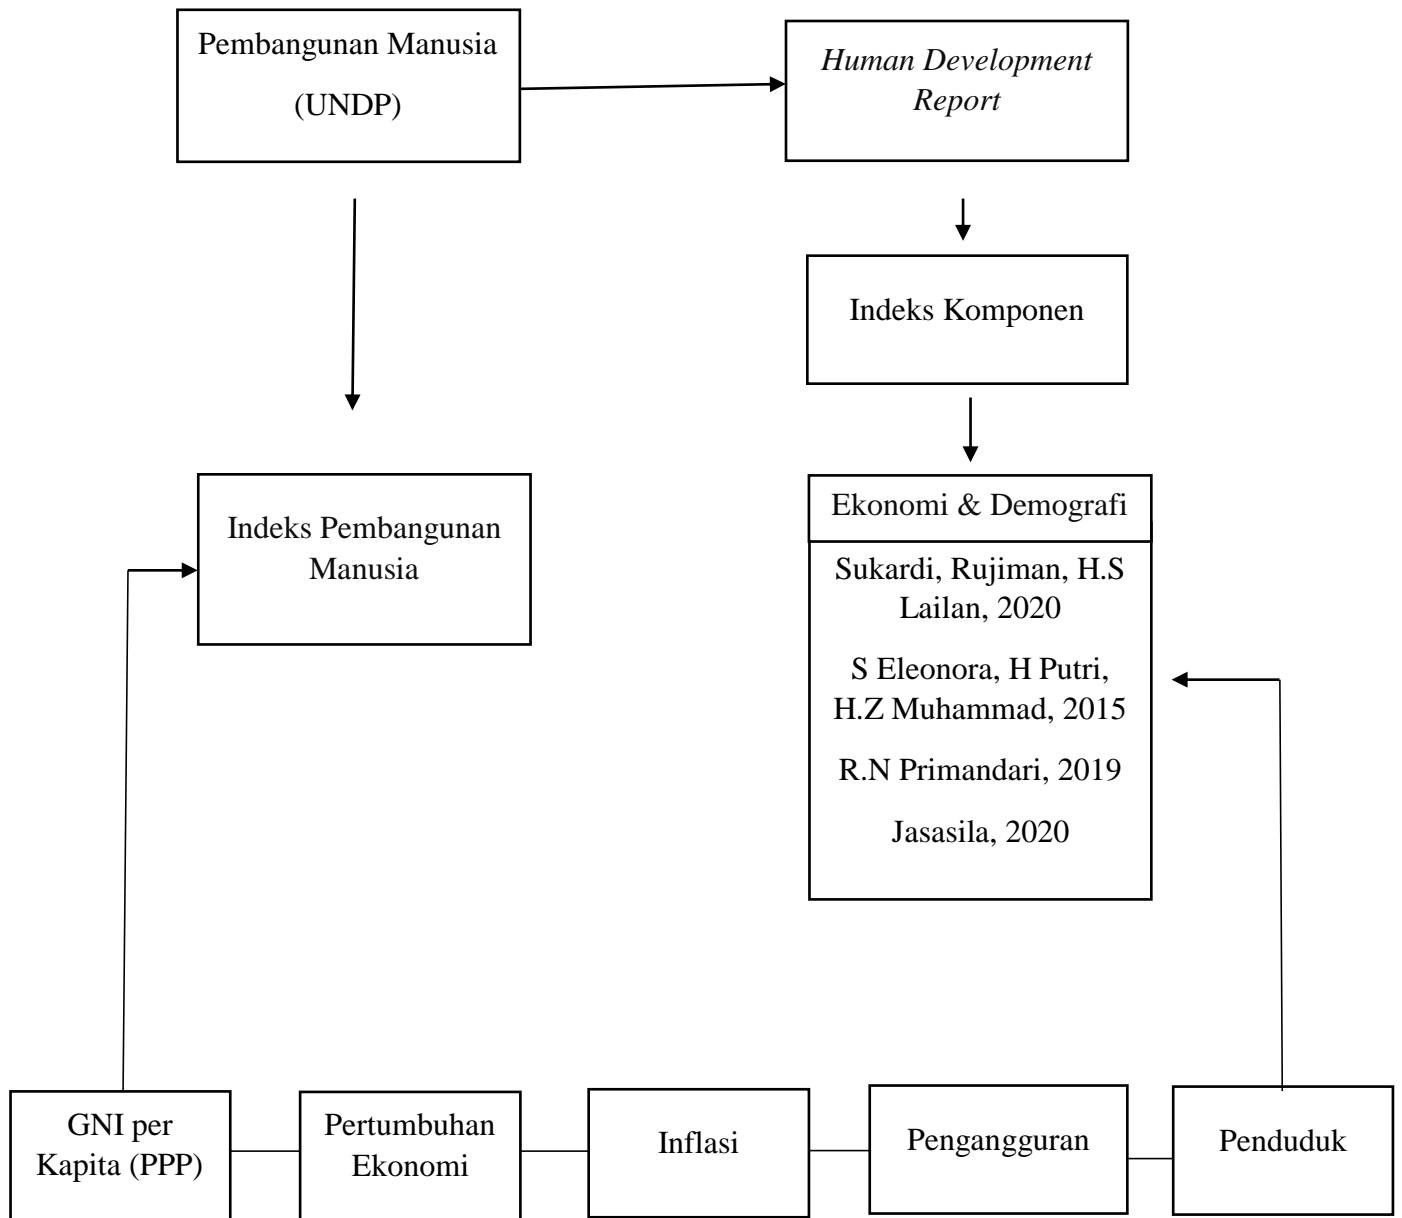 Pembangunan Manusia
(UNDP)
Human Development
Report
Indeks Komponen
Indeks Pembangunan
Manusia
Ekonomi & Demografi
Sukardi, Rujiman, H.S
Lailan, 2020
S Eleonora, H Putri,
H.Z Muhammad, 2015
R.N Primandari, 2019
Jasasila, 2020
GNI per
Kapita (PPP)
Pertumbuhan
Ekonomi
Inflasi
Pengangguran
Penduduk